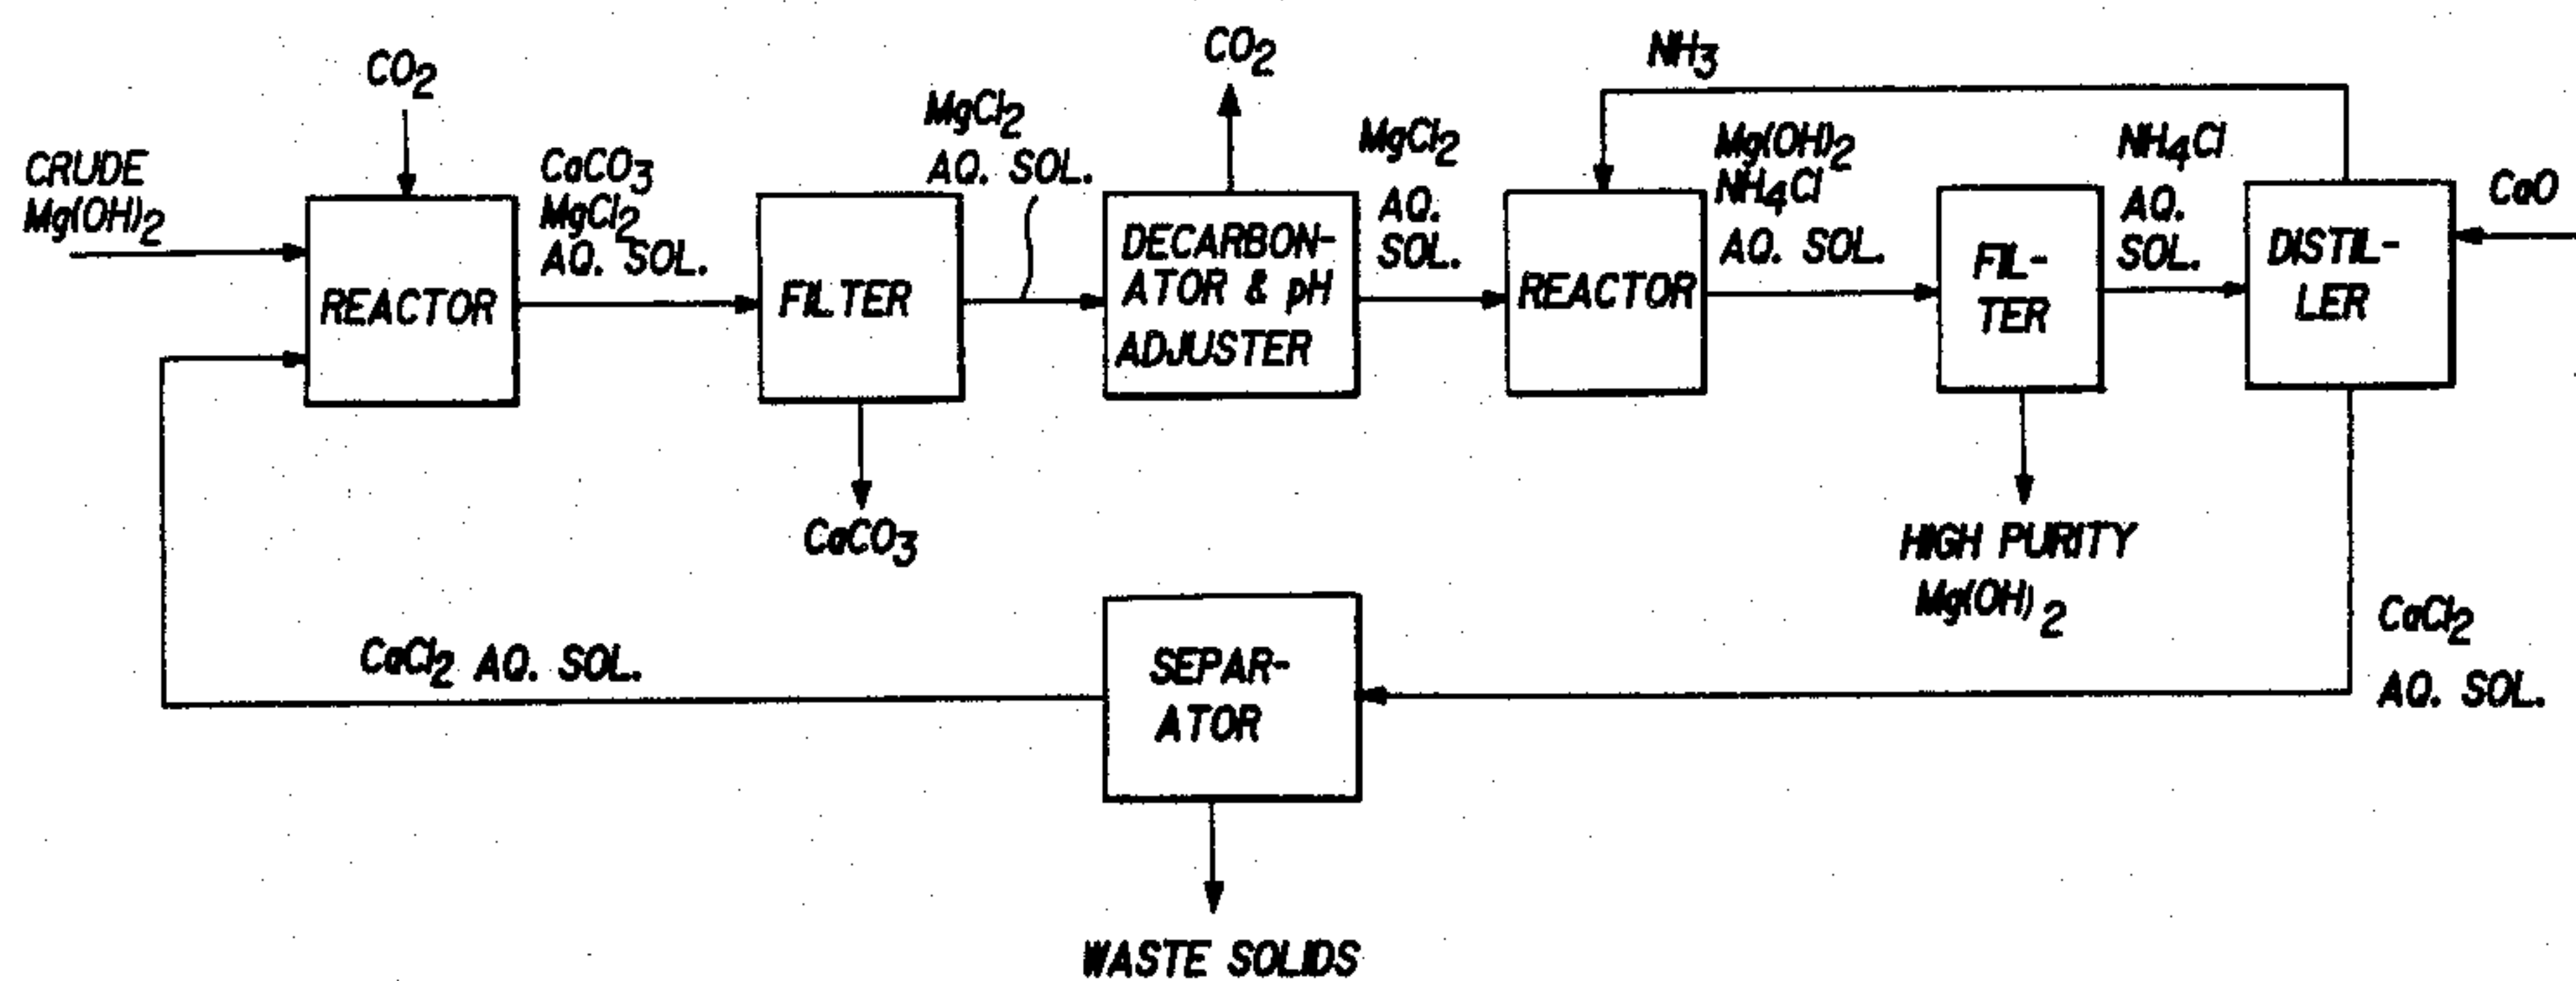 CRUDE
Mg(OH)2
CO2
REACTOR
CaCO3
MgCl2
AQ. SOL.
FILTER
CaCO3
MgCl2
AQ. SOL.
CO2
DECARBON-
ATOR & pH
ADJUSTER
MgCl2
AQ.
SOL.
NH3
REACTOR
Mg(OH)2
NH4Cl
AQ. SOL.
FIL-
TER
HIGH PURITY
Mg(OH)2
NH4Cl
AQ.
SOL.
DISTIL-
LER
CaO
CaCl2
AQ. SOL.
SEPAR-
ATOR
WASTE SOLIDS
CaCl2 AQ. SOL.